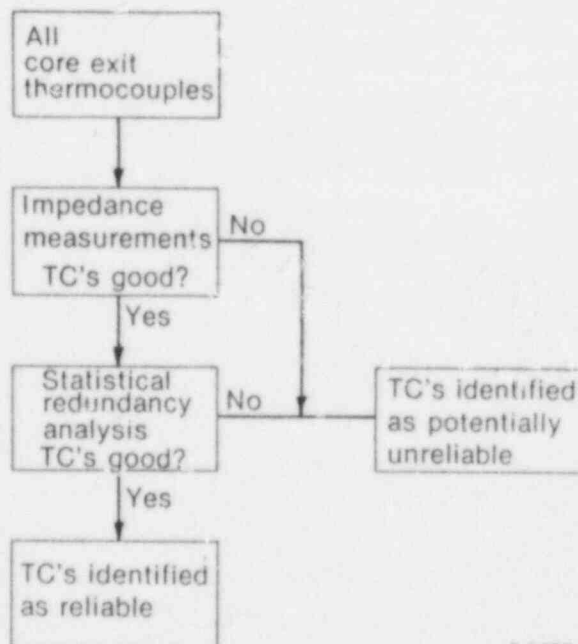 All
core exit
thermocouples
Impedance
measurements
TC's good?
No
Yes
Statistical
redundancy
analysis
TC's good?
No
TC's identified
as potentially
unreliable
Yes
TC's identified
as reliable